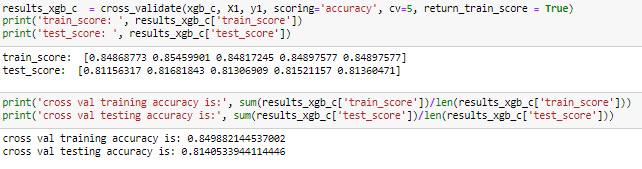 results_xgb_c  = cross_validate(xgb_c, X1, y1, scoring='accuracy', cv=5, return_train_score = True)
print('train_score: ', results_xgb_c['train_score'])
print('test_score: ', results_xgb_c['test_score'])
train_score:  [0.84868773 0.85459901 0.84817245 0.84897577 0.84897577]
test_score:  [0.81156317 0.81681843 0.81306909 0.81521157 0.81360471]
print('cross val training accuracy is:', sum(results_xgb_c['train_score'])/len(results_xgb_c['train_score']))
print('cross val testing accuracy is:', sum(results_xgb_c['test_score'])/len(results_xgb_c['test_score']))
cross val training accuracy is: 0.849882144537002
cross val testing accuracy is: 0.8140533944114446